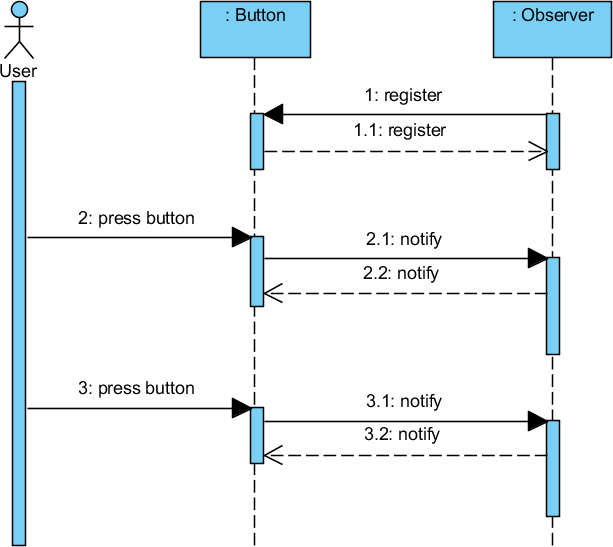 : Button
: Observer
User
1: register
1.1: register
2: press button
2.1: notify
2.2: notify
3: press button
3.1: notify
3.2: notify